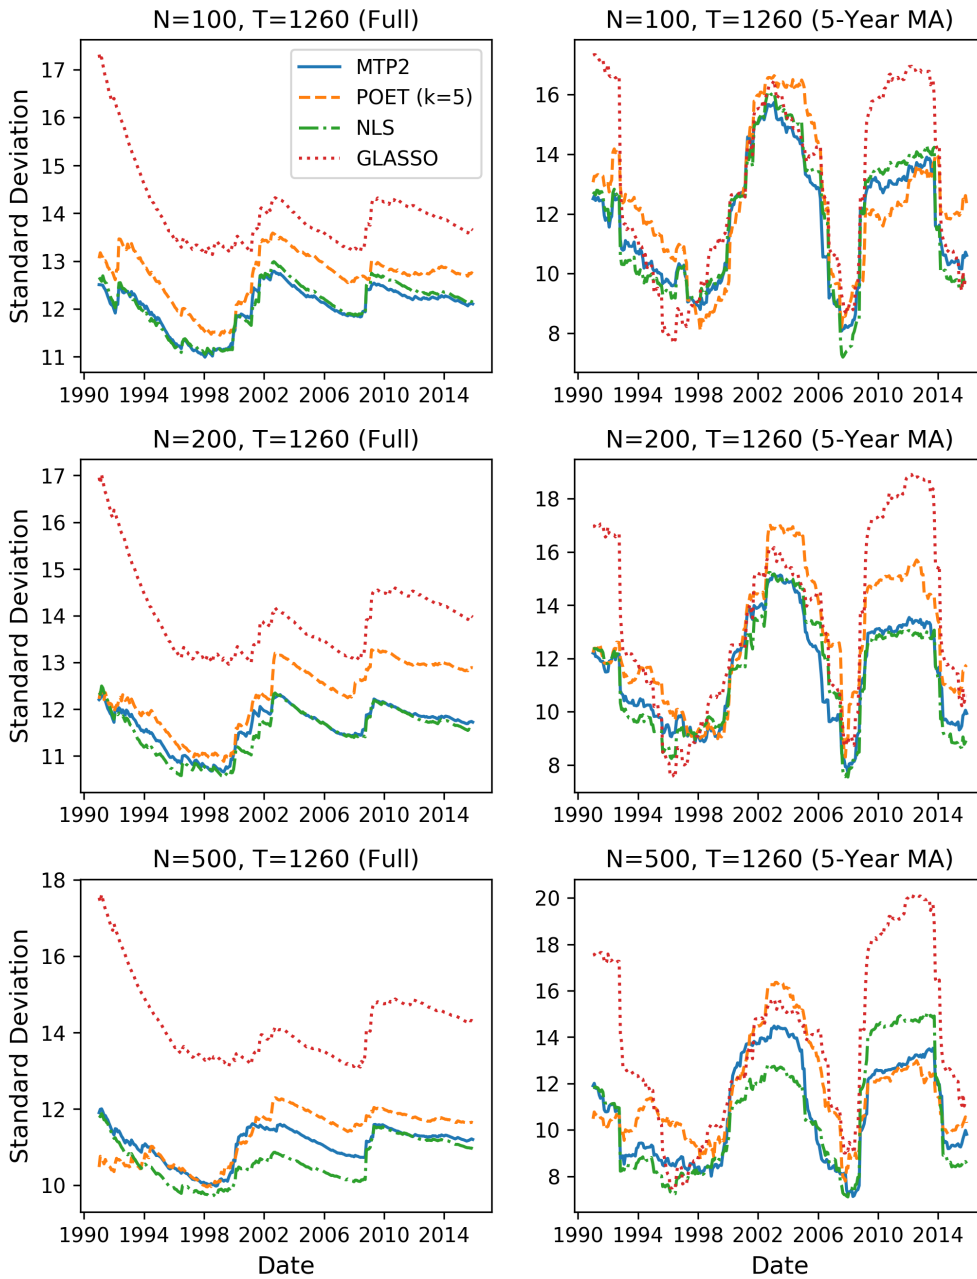 N=100, T=1260 (Full)
Standard Deviation
17
16
15
14
13
12
11
MTP2
POET (k=5)
NLS
GLASSO
1990 1994 1998 2002 2006 2010 2014
N=100, T=1260 (5-Year MA)
16
14
12
10
8
1990 1994 1998 2002 2006 2010 2014
N=200, T=1260 (Full)
Standard Deviation
17
16
15
14
13
12
11
1990 1994 1998 2002 2006 2010 2014
N=200, T=1260 (5-Year MA)
18
16
14
12
10
8
1990 1994 1998 2002 2006 2010 2014
N=500, T=1260 (Full)
Standard Deviation
18
16
14
12
10
1990 1994 1998 2002 2006 2010 2014
Date
N=500, T=1260 (5-Year MA)
20
18
16
14
12
10
8
1990 1994 1998 2002 2006 2010 2014
Date